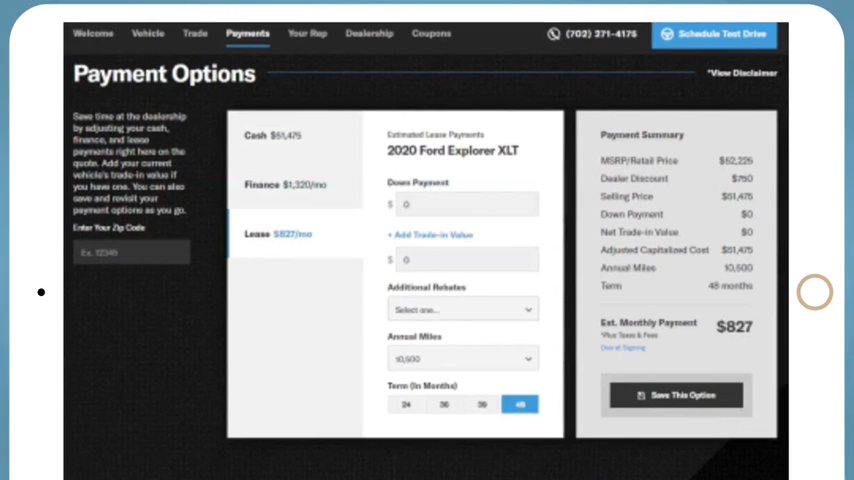 Welcome Vehicle Trade Payments Your Rep Dealership Coupons (702) 271-4175 Schedule Test Drive
Payment Options
*View Disclaimer
Save time at the dealership
by adjusting your cash,
finance, and lease
payments right here on the
quote. Add your current
vehicle's trade-in value if
you have one. You can also
save and revisit your
payment options as you go.
Enter Your Zip Code
Ex. 12345
Cash $51,475
Finance $1,320/mo
Lease $827/mo
Estimated Lease Payments
2020 Ford Explorer XLT
Down Payment
$ 0
+ Add Trade-in Value
$ 0
Additional Rebates
Select one...
Annual Miles
10,500
Term (In Months)
24 36 39 48
Payment Summary
MSRP/Retail Price $52,225
Dealer Discount $750
Selling Price $51,475
Down Payment $0
Net Trade-in Value $0
Adjusted Capitalized Cost $51,475
Annual Miles 10,500
Term 48 months
Est. Monthly Payment $827
*Plus Taxes & Fees
Due at Signing
Save This Option